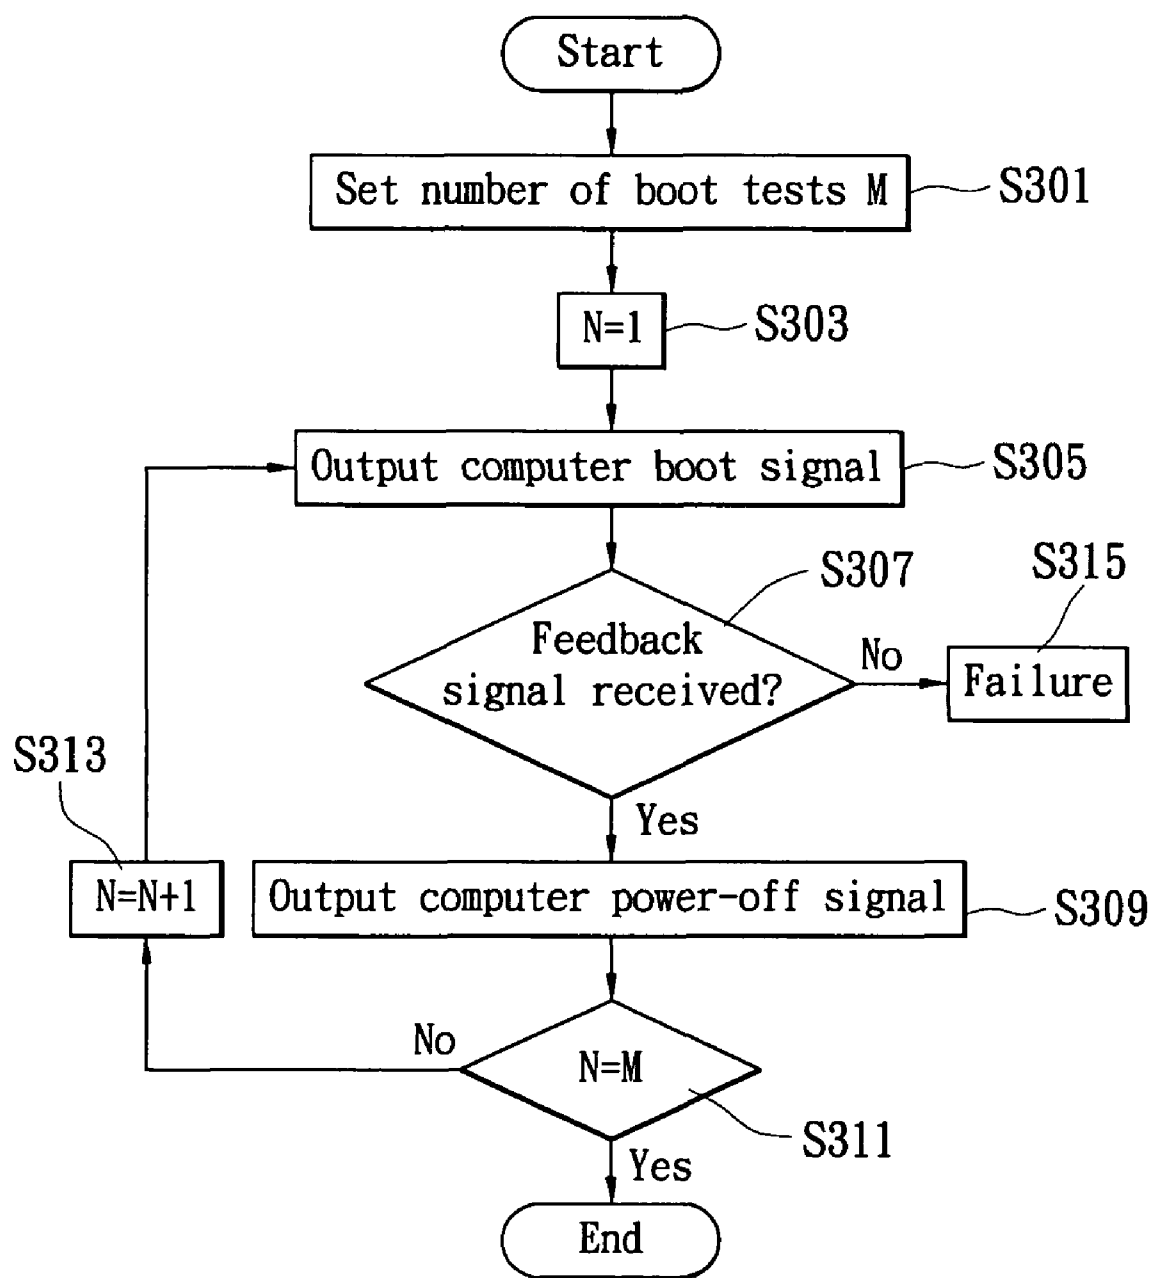 Start
Set number of boot tests M
S301
N=1
S303
Output computer boot signal
S305
S307
S315
Feedback
signal received?
No
Failure
S313
Yes
N=N+1
Output computer power-off signal
S309
No
N=M
S311
Yes
End